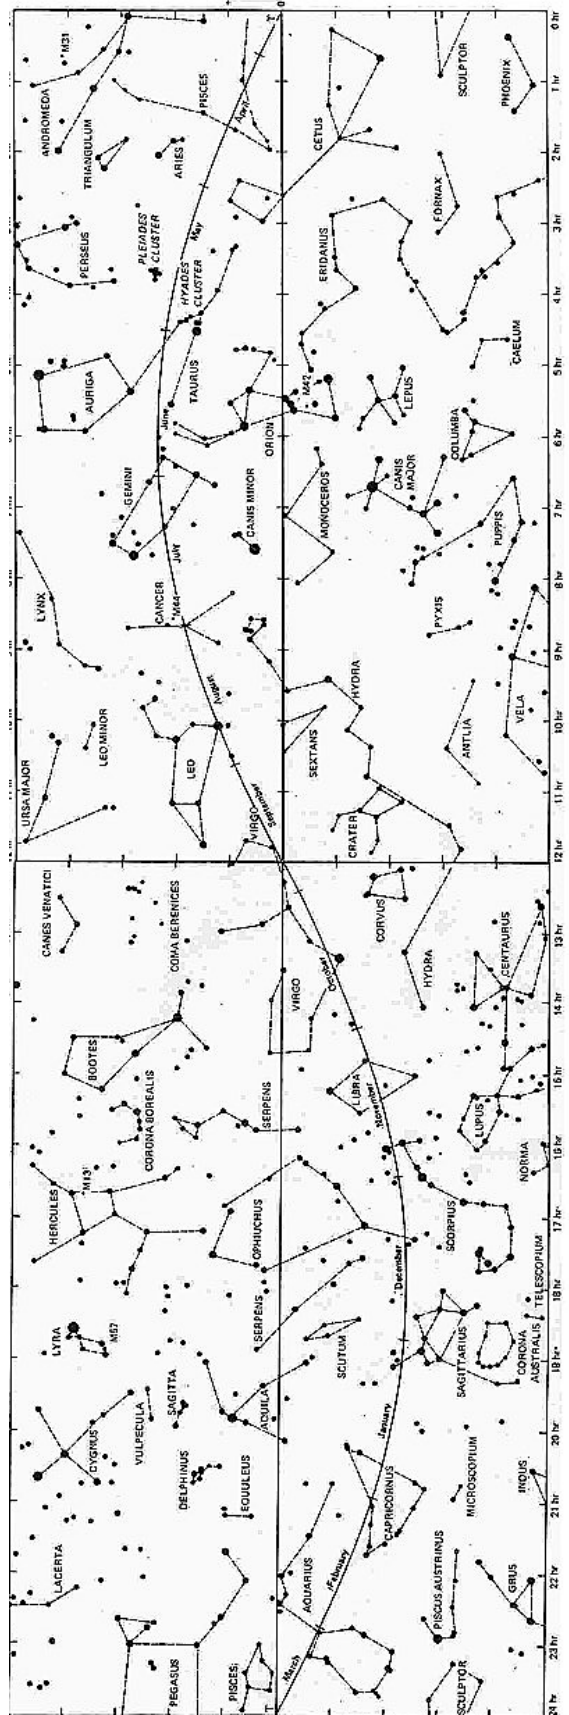 0 hr
1 hr
2 hr
3 hr
4 hr
5 hr
6 hr
7 hr
8 hr
9 hr
10 hr
11 hr
12 hr
13 hr
14 hr
15 hr
16 hr
17 hr
18 hr
19 hr
20 hr
21 hr
22 hr
23 hr
24 hr
0
ANDROMEDA
M31
PISCES
April
CETUS
SCULPTOR
PHOENIX
TRIANGULUM
ARIES
FORNAX
PERSEUS
PLEIADES
CLUSTER
May
HYADES
CLUSTER
ERIDANUS
AURIGA
TAURUS
M42
LEPUS
CAELUM
June
ORION
COLUMBA
GEMINI
CANIS MINOR
MONOCEROS
CANIS
MAJOR
PUPPIS
July
LYNX
CANCER
M44
PYXIS
August
HYDRA
URSA MAJOR
LEO MINOR
LEO
SEXTANS
ANTLIA
VELA
VIRGO
September
CRATER
CANES VENATICI
COMA BERENICES
CORVUS
HYDRA
CENTAURUS
October
VIRGO
BOOTES
LIBRA
CORONA BOREALIS
SERPENS
November
LUPUS
HERCULES
M13
NORMA
OPHIUCHUS
SCORPIUS
December
TELESCOPIUM
LYRA
M57
SERPENS
SCUTUM
SAGITTARIUS
CORONA
AUSTRALIS
CYGNUS
VULPECULA
SAGITTA
AQUILA
January
DELPHINUS
EQUULEUS
CAPRICORNUS
MICROSCOPIUM
INDUS
LACERTA
AQUARIUS
February
PISCUS AUSTRINUS
GRUS
PEGASUS
PISCES
March
SCULPTOR